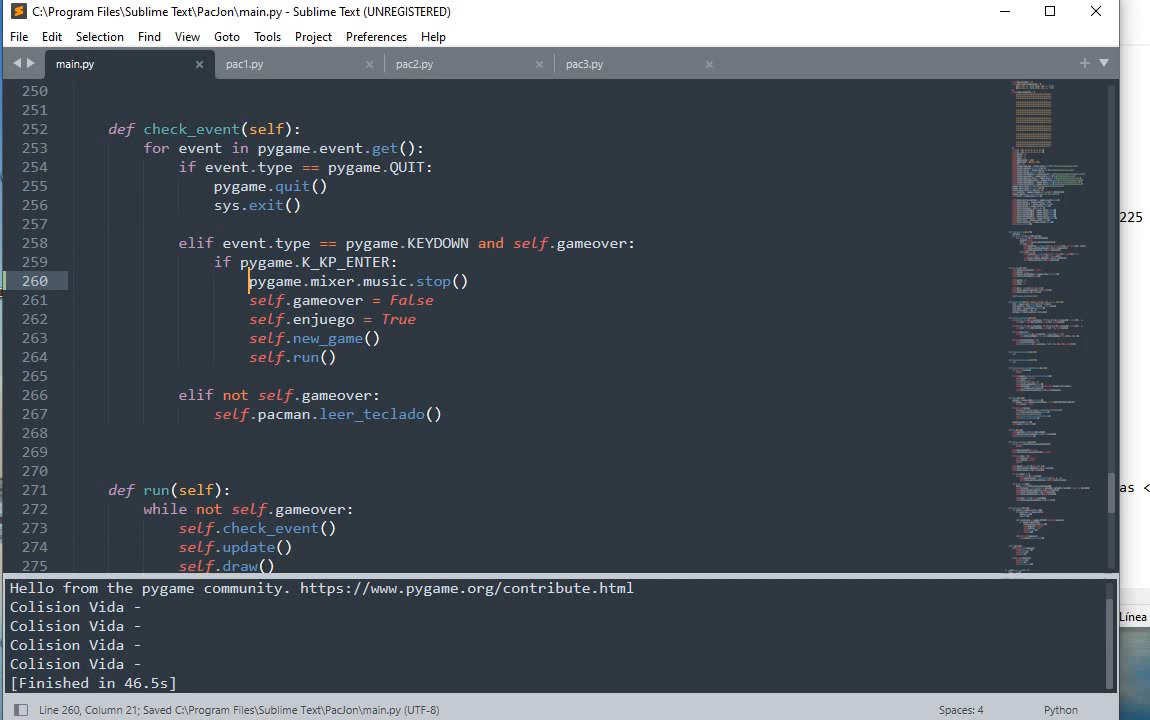 C:\Program Files\Sublime Text\PacJon\main.py - Sublime Text (UNREGISTERED)
File Edit Selection Find View Goto Tools Project Preferences Help
main.py pac1.py pac2.py pac3.py
250
251
252 def check_event(self):
253 for event in pygame.event.get():
254 if event.type == pygame.QUIT:
255 pygame.quit()
256 sys.exit()
257
258 elif event.type == pygame.KEYDOWN and self.gameover:
259 if pygame.K_KP_ENTER:
260 pygame.mixer.music.stop()
261 self.gameover = False
262 self.enjuego = True
263 self.new_game()
264 self.run()
265
266 elif not self.gameover:
267 self.pacman.leer_teclado()
268
269
270
271 def run(self):
272 while not self.gameover:
273 self.check_event()
274 self.update()
275 self.draw()
225
as <
Línea
Hello from the pygame community. https://www.pygame.org/contribute.html
Colision Vida -
Colision Vida -
Colision Vida -
Colision Vida -
[Finished in 46.5s]
Line 260, Column 21; Saved C:\Program Files\Sublime Text\PacJon\main.py (UTF-8) Spaces: 4 Python